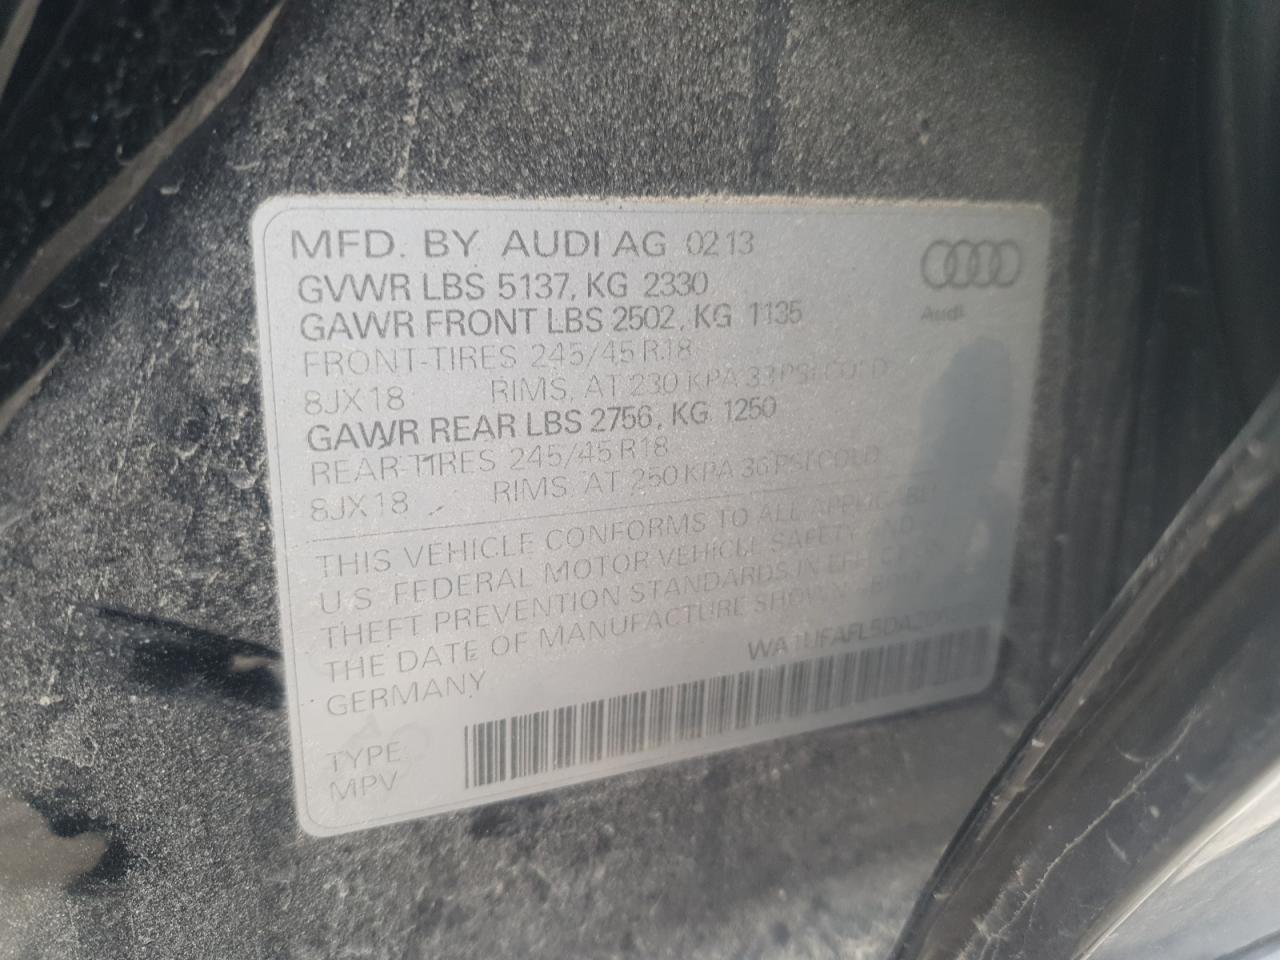 MFD. BY AUDI AG 02 13
GVWR LBS 5137, KG 2330
GAWR FRONT LBS 2502, KG 1135
FRONT-TIRES 245/45 R18
8JX18 RIMS, AT 230 KPA 33 PSI COLD
GAWR REAR LBS 2756, KG 1250
REAR-TIRES 245/45 R18
8JX18 RIMS, AT 250 KPA 36 PSI COLD
THIS VEHICLE CONFORMS TO ALL APPLICABLE
U.S. FEDERAL MOTOR VEHICLE SAFETY AND
THEFT PREVENTION STANDARDS IN EFFECT ON
THE DATE OF MANUFACTURE SHOWN ABOVE
GERMANY
TYPE:
MPV
Audi